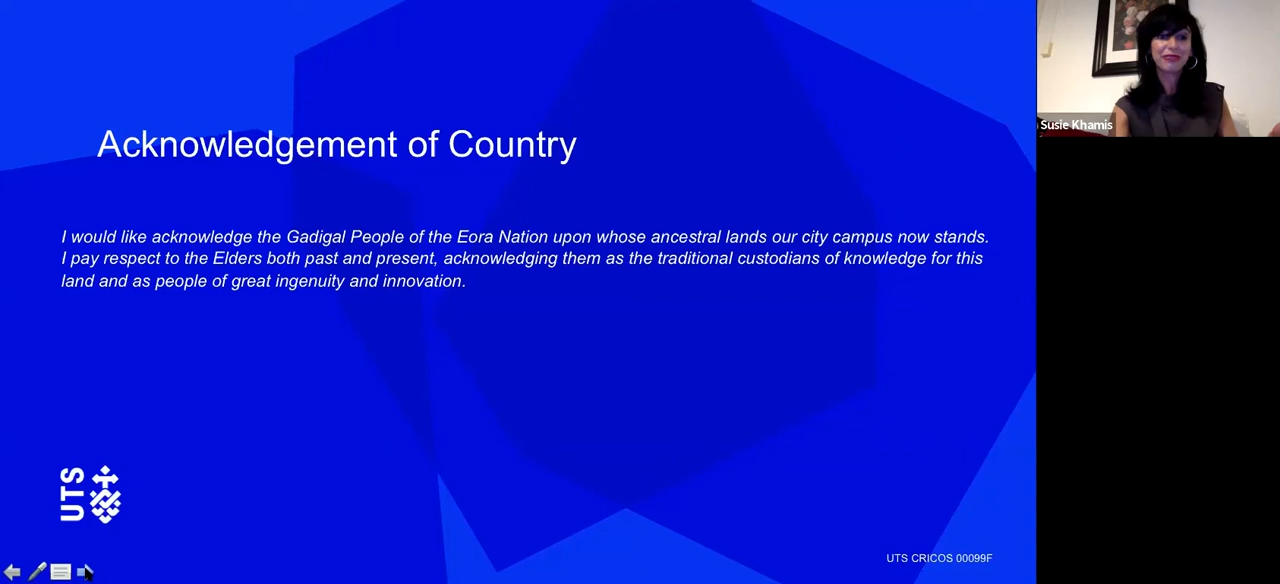 Acknowledgement of Country
I would like acknowledge the Gadigal People of the Eora Nation upon whose ancestral lands our city campus now stands.
I pay respect to the Elders both past and present, acknowledging them as the traditional custodians of knowledge for this
land and as people of great ingenuity and innovation.
UTS
UTS CRICOS 00099F
Susie Khamis